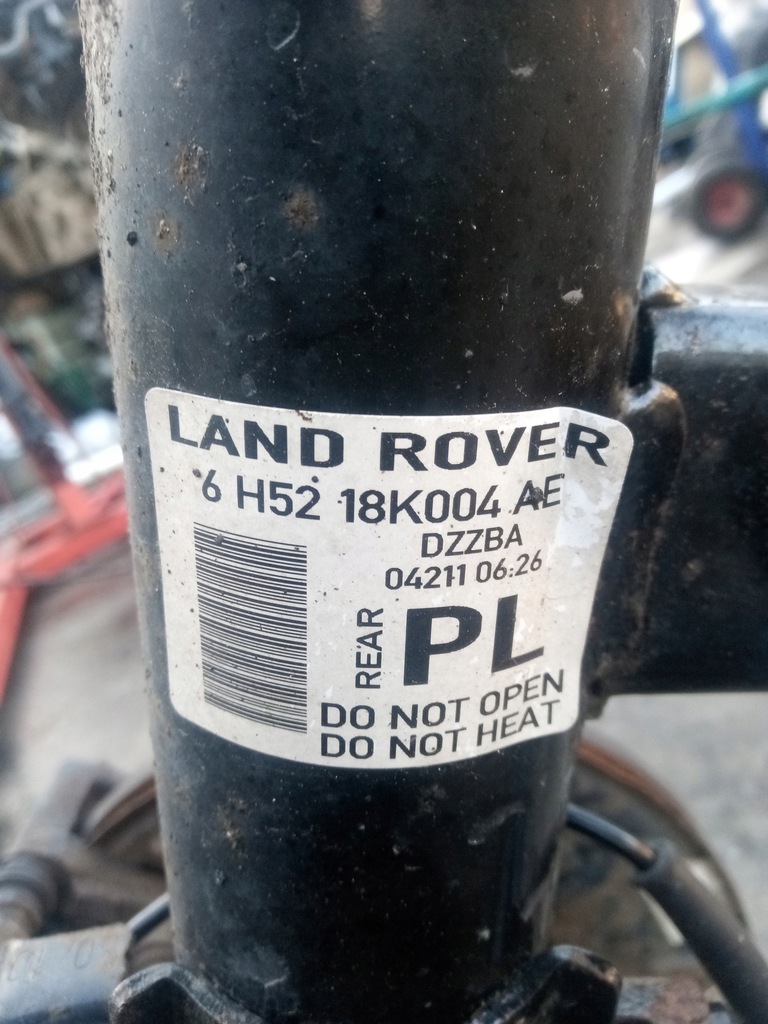 LAND ROVER
6 H52 18K004 AE
DZZBA
04211 06:26
REAR
PL
DO NOT OPEN
DO NOT HEAT